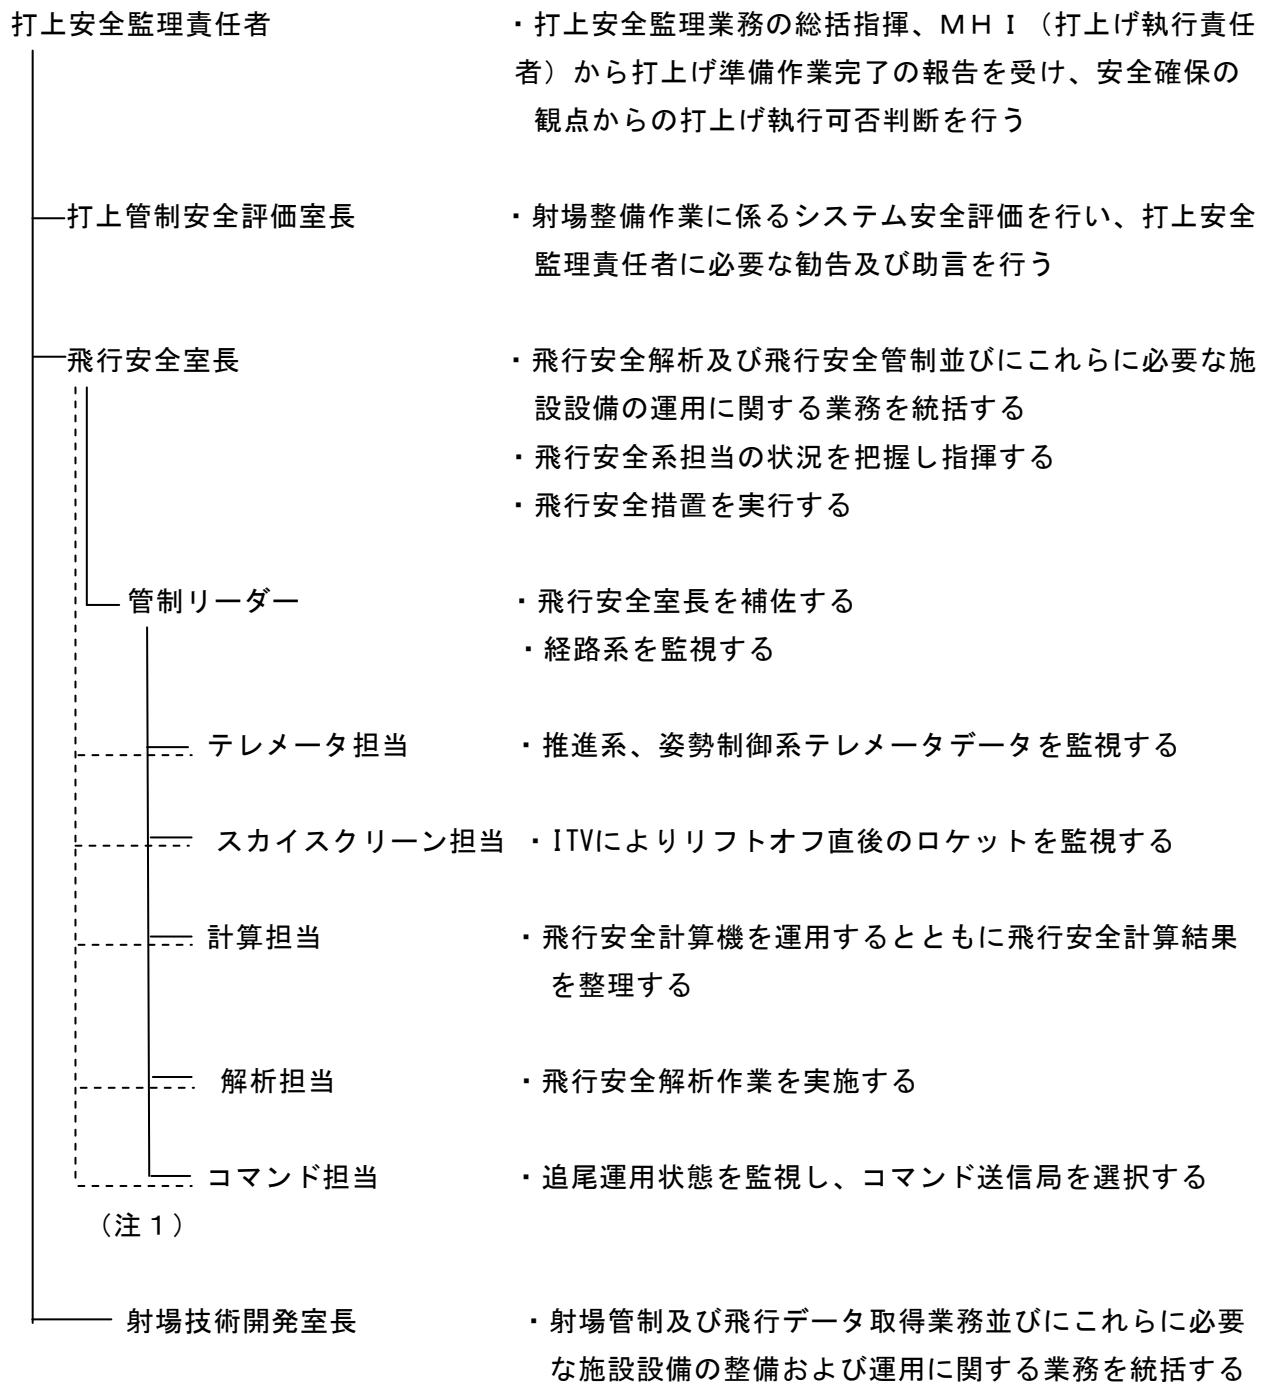 打上安全監理責任者 ・打上安全監理業務の総括指揮、ＭＨＩ（打上げ執行責任
者）から打上げ準備作業完了の報告を受け、安全確保の
観点からの打上げ執行可否判断を行う
打上管制安全評価室長 ・射場整備作業に係るシステム安全評価を行い、打上安全
監理責任者に必要な勧告及び助言を行う
飛行安全室長 ・飛行安全解析及び飛行安全管制並びにこれらに必要な施
設設備の運用に関する業務を統括する
・飛行安全系担当の状況を把握し指揮する
・飛行安全措置を実行する
管制リーダー ・飛行安全室長を補佐する
・経路系を監視する
テレメータ担当 ・推進系、姿勢制御系テレメータデータを監視する
スカイスクリーン担当 ・ITVによりリフトオフ直後のロケットを監視する
計算担当 ・飛行安全計算機を運用するとともに飛行安全計算結果
を整理する
解析担当 ・飛行安全解析作業を実施する
コマンド担当 ・追尾運用状態を監視し、コマンド送信局を選択する
（注１）
射場技術開発室長 ・射場管制及び飛行データ取得業務並びにこれらに必要
な施設設備の整備および運用に関する業務を統括する